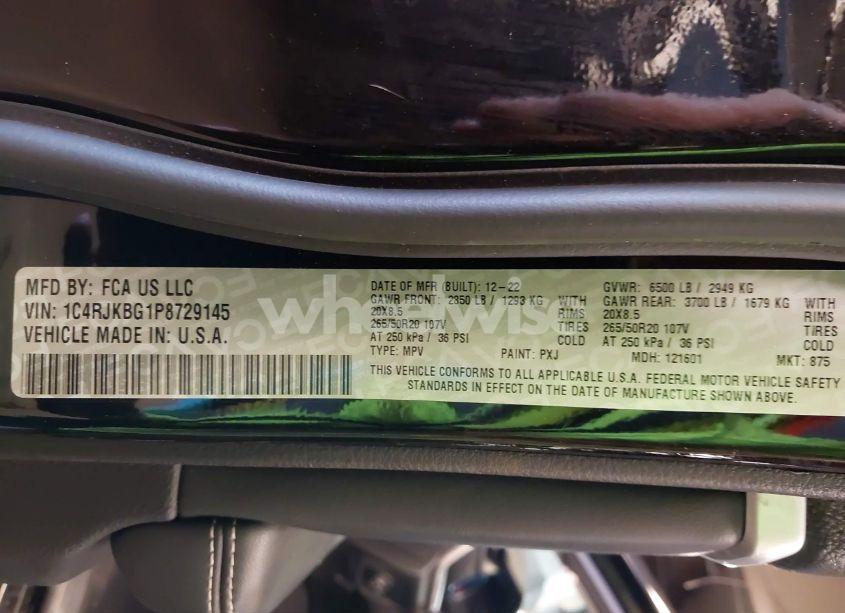 MFD BY: FCA US LLC
VIN: 1C4RJKBG1P8729145
VEHICLE MADE IN U.S.A.
DATE OF MFR (BUILT): 12-22 GVWR: 6500 LB / 2949 KG
GAWR FRONT: 2850 LB / 1293 KG WITH GAWR REAR: 3700 LB / 1679 KG WITH
20X8.5 RIMS 20X8.5 RIMS
265/50R20 107V TIRES 265/50R20 107V TIRES
AT 250 kPa / 36 PSI COLD AT 250 kPa / 36 PSI COLD
TYPE: MPV PAINT: PXJ MDH: 121601 MKT: 875
THIS VEHICLE CONFORMS TO ALL APPLICABLE U.S.A. FEDERAL MOTOR VEHICLE SAFETY
STANDARDS IN EFFECT ON THE DATE OF MANUFACTURE SHOWN ABOVE.
wheelwise